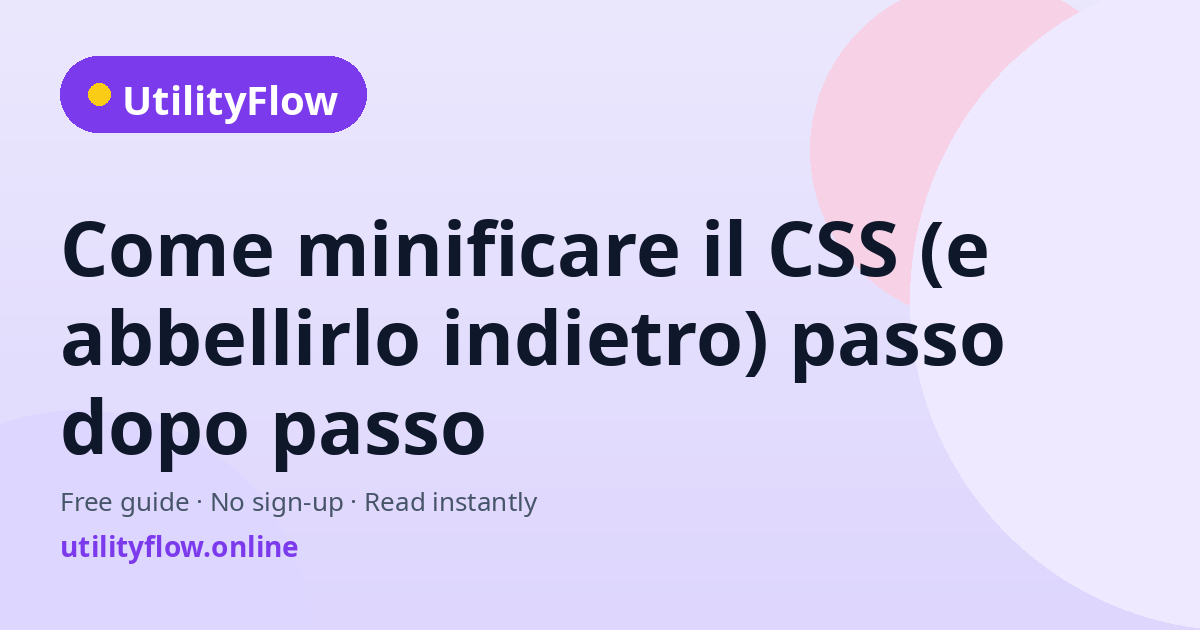 UtilityFlow
Come minificare il CSS (e
abbellirlo indietro) passo
dopo passo
Free guide · No sign-up · Read instantly
utilityflow.online